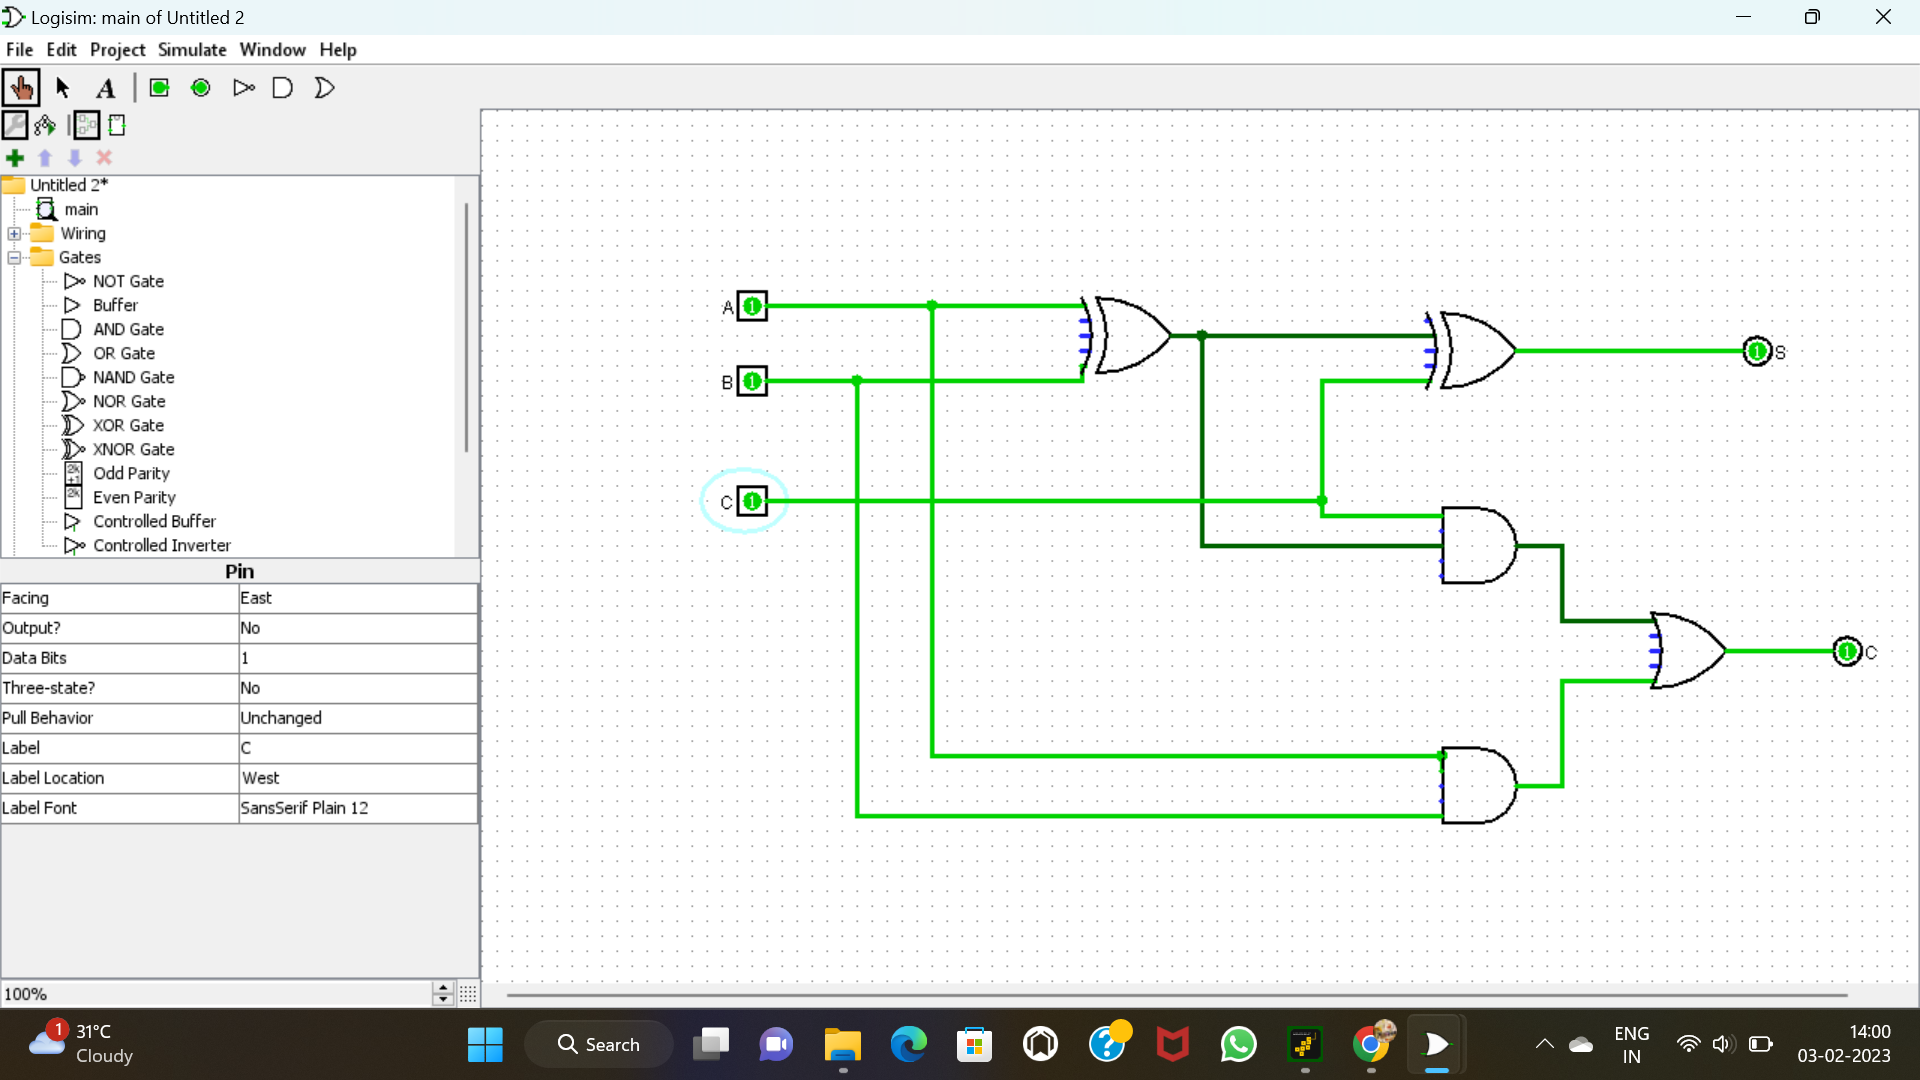 Logisim: main of Untitled 2
File Edit Project Simulate Window Help
A
Untitled 2*
main
Wiring
Gates
NOT Gate
Buffer
AND Gate
OR Gate
NAND Gate
NOR Gate
XOR Gate
XNOR Gate
2k
+1
Odd Parity
2k
Even Parity
Controlled Buffer
Controlled Inverter
Pin
Facing East
Output? No
Data Bits 1
Three-state? No
Pull Behavior Unchanged
Label C
Label Location West
Label Font SansSerif Plain 12
100%
A 1
B 1
C 1
1 S
1 C
1
31°C
Cloudy
Search
ENG
IN
14:00
03-02-2023